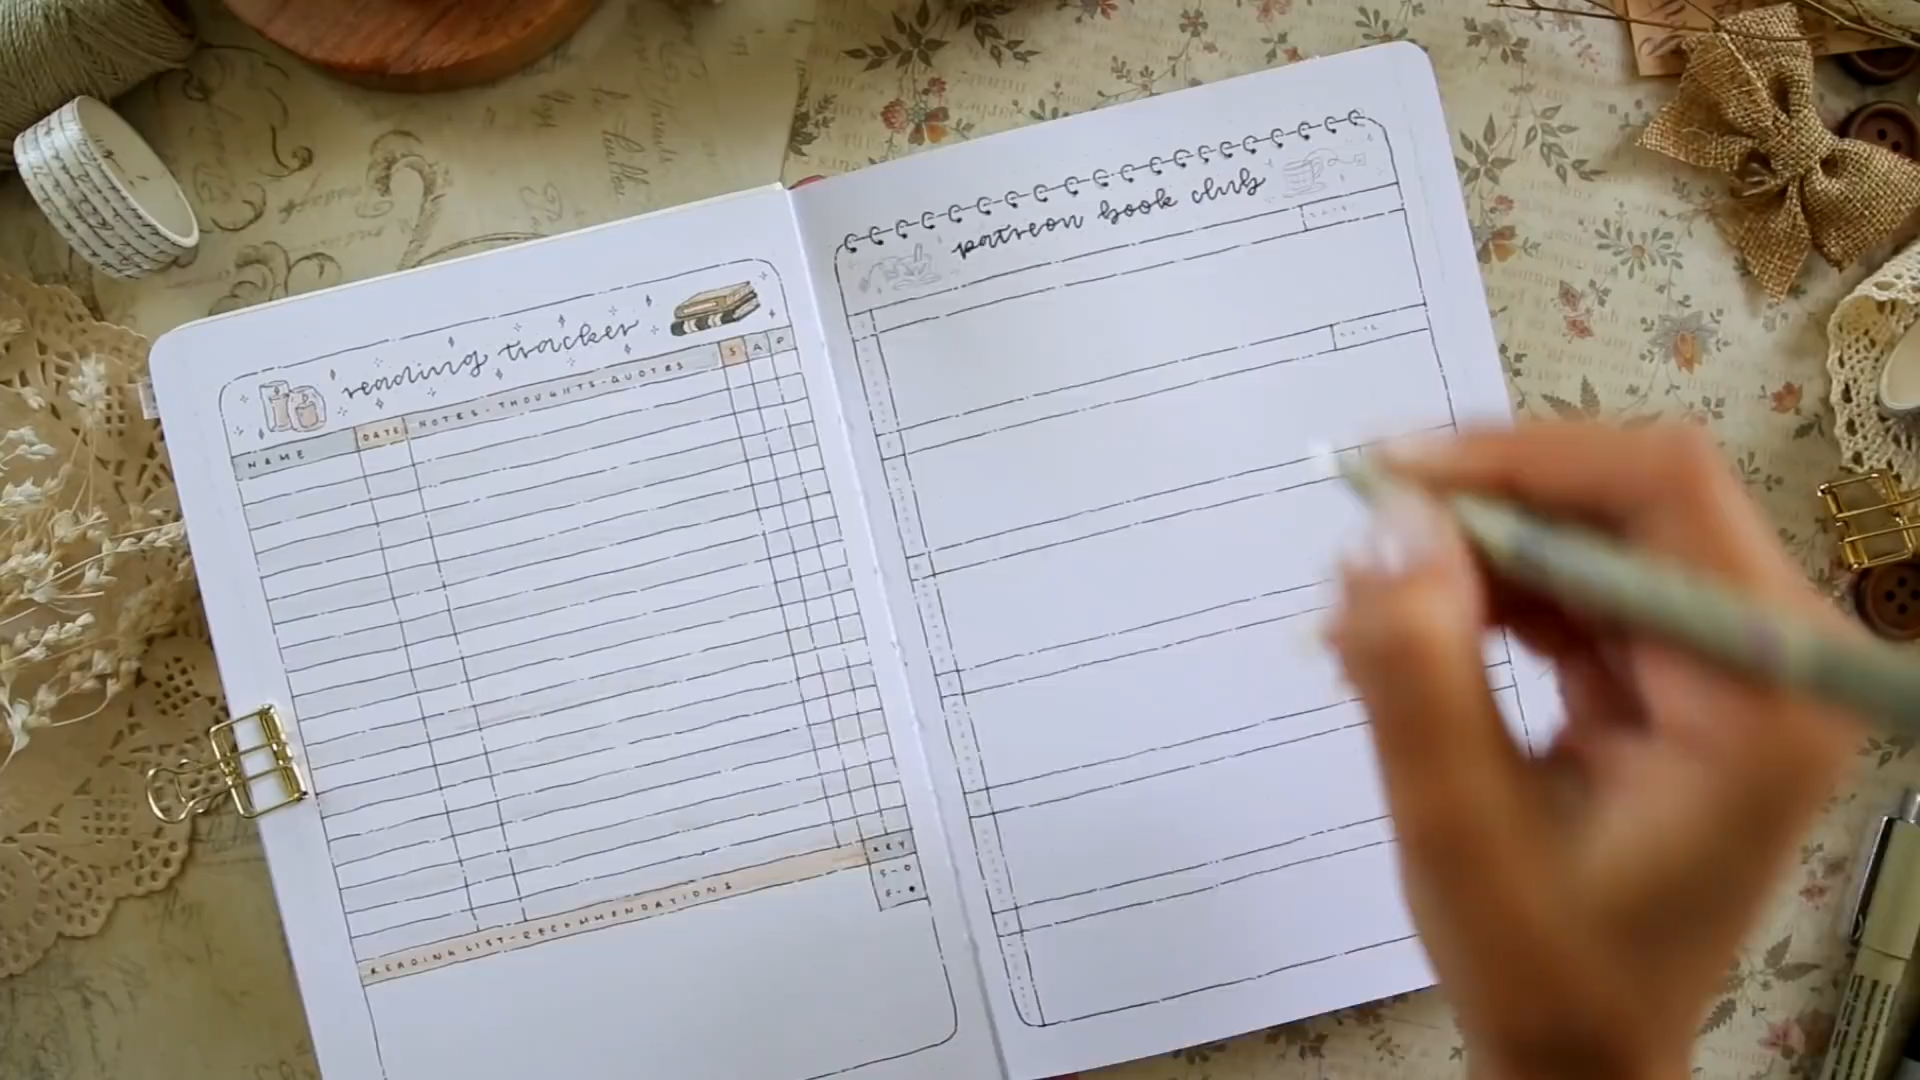 reading tracker
NAME
DATE
NOTES-THOUGHTS-QUOTES
S A P
READING LIST-RECOMMENDATIONS
KEY
S-O
F-●
patreon book club